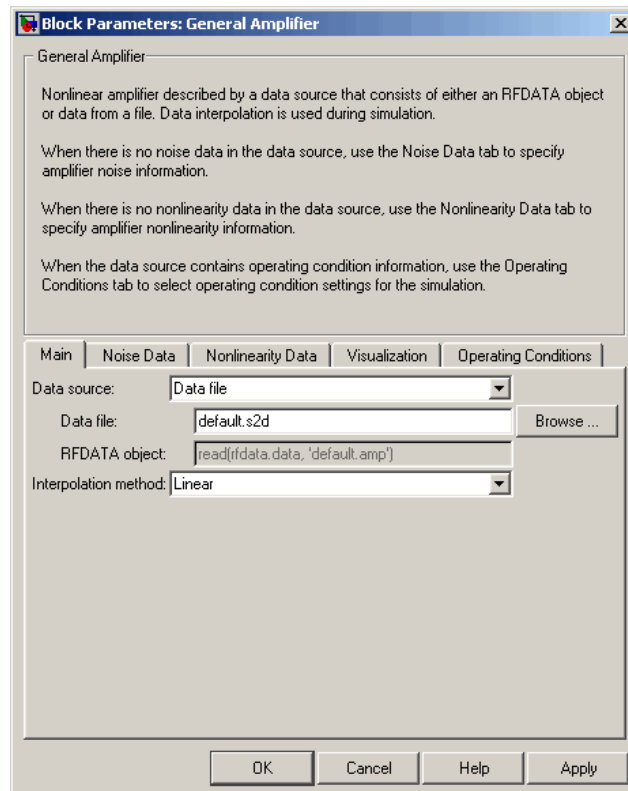 Block Parameters: General Amplifier
General Amplifier
Nonlinear amplifier described by a data source that consists of either an RFDATA object
or data from a file. Data interpolation is used during simulation.
When there is no noise data in the data source, use the Noise Data tab to specify
amplifier noise information.
When there is no nonlinearity data in the data source, use the Nonlinearity Data tab to
specify amplifier nonlinearity information.
When the data source contains operating condition information, use the Operating
Conditions tab to select operating condition settings for the simulation.
Main Noise Data Nonlinearity Data Visualization Operating Conditions
Data source: Data file
Data file: default.s2d Browse ...
RFDATA object: read(rfdata.data, 'default.amp')
Interpolation method: Linear
OK Cancel Help Apply